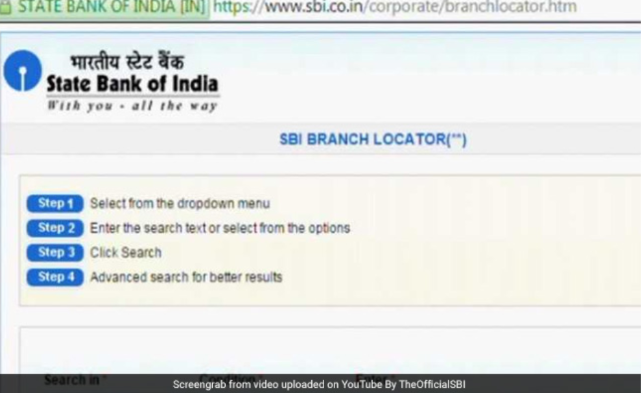 STATE BANK OF INDIA [IN] https://www.sbi.co.in/corporate/branchlocator.htm
भारतीय स्टेट बैंक
State Bank of India
With you - all the way
SBI BRANCH LOCATOR(**)
Step 1 Select from the dropdown menu
Step 2 Enter the search text or select from the options
Step 3 Click Search
Step 4 Advanced search for better results
Search in * Condition * Enter *
Screengrab from video uploaded on YouTube By TheOfficialSBI